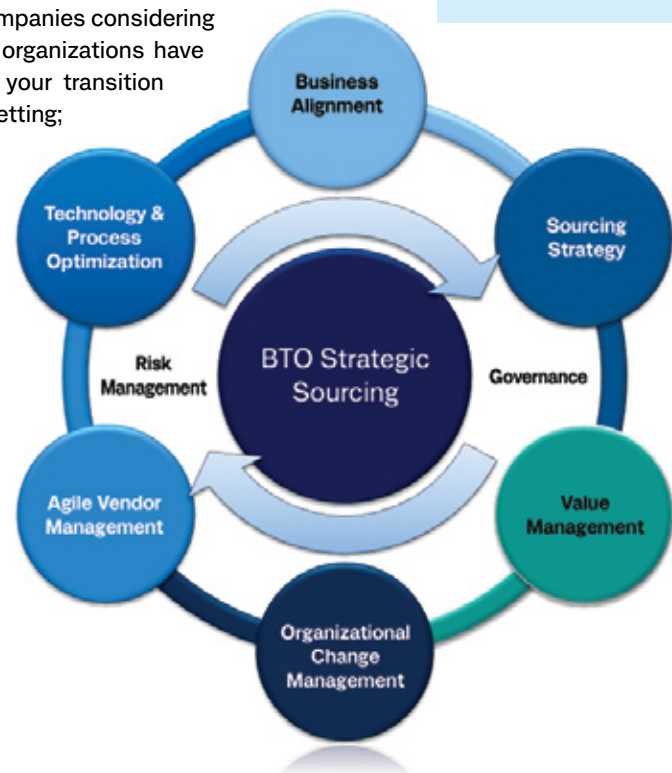 mpanies considering
organizations have
your transition
etting;
Business
Alignment
Technology &
Process
Optimization
Sourcing
Strategy
Risk
Management
BTO Strategic
Sourcing
Governance
Agile Vendor
Management
Value
Management
Organizational
Change
Management